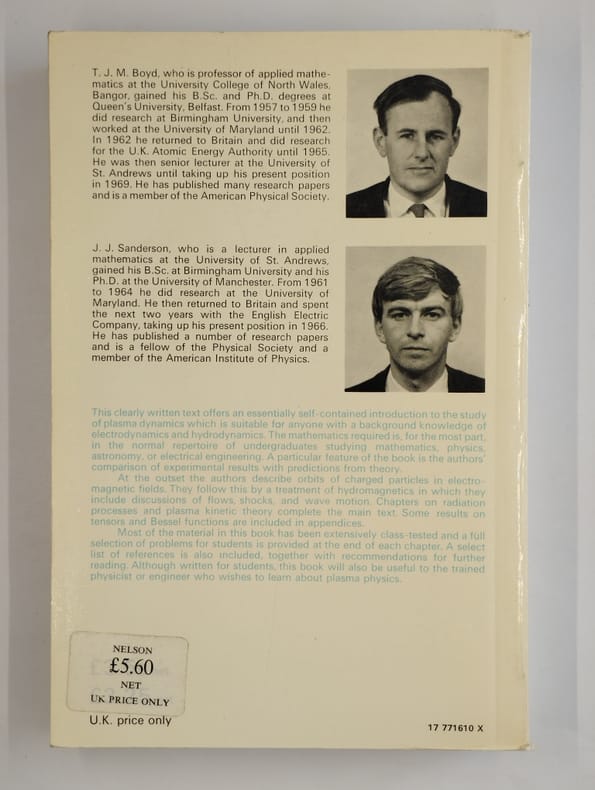 T. J. M. Boyd, who is professor of applied mathe-
matics at the University College of North Wales,
Bangor, gained his B.Sc. and Ph.D. degrees at
Queen's University, Belfast. From 1957 to 1959 he
did research at Birmingham University, and then
worked at the University of Maryland until 1962.
In 1962 he returned to Britain and did research
for the U.K. Atomic Energy Authority until 1965.
He was then senior lecturer at the University of
St. Andrews until taking up his present position
in 1969. He has published many research papers
and is a member of the American Physical Society.
J. J. Sanderson, who is a lecturer in applied
mathematics at the University of St. Andrews,
gained his B.Sc. at Birmingham University and his
Ph.D. at the University of Manchester. From 1961
to 1964 he did research at the University of
Maryland. He then returned to Britain and spent
the next two years with the English Electric
Company, taking up his present position in 1966.
He has published a number of research papers
and is a fellow of the Physical Society and a
member of the American Institute of Physics.
This clearly written text offers an essentially self-contained introduction to the study
of plasma dynamics which is suitable for anyone with a background knowledge of
electrodynamics and hydrodynamics. The mathematics required is, for the most part,
in the normal repertoire of undergraduates studying mathematics, physics,
astronomy, or electrical engineering. A particular feature of the book is the authors'
comparison of experimental results with predictions from theory.
At the outset the authors describe orbits of charged particles in electro-
magnetic fields. They follow this by a treatment of hydromagnetics in which they
include discussions of flows, shocks, and wave motion. Chapters on radiation
processes and plasma kinetic theory complete the main text. Some results on
tensors and Bessel functions are included in appendices.
Most of the material in this book has been extensively class-tested and a full
selection of problems for students is provided at the end of each chapter. A select
list of references is also included, together with recommendations for further
reading. Although written for students, this book will also be useful to the trained
physicist or engineer who wishes to learn about plasma physics.
NELSON
£5.60
NET
UK PRICE ONLY
U.K. price only
17 771610 X